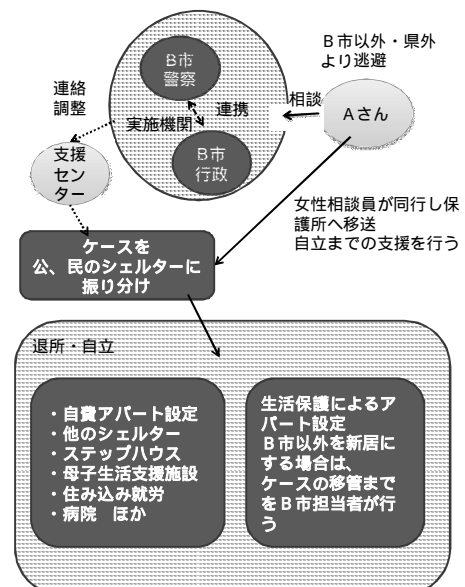 B市以外・県外
より逃避
B市
警察
連絡
調整
相談
連携
Aさん
実施機関
支援
セン
ター
B市
行政
女性相談員が同行し保
護所へ移送
自立までの支援を行う
ケースを
公、民のシェルターに
振り分け
退所・自立
・自費アパート設定
・他のシェルター
・ステップハウス
・母子生活支援施設
・住み込み就労
・病院 ほか
生活保護によるア
パート設定
B市以外を新居に
する場合は、
ケースの移管まで
をB市担当者が行
う